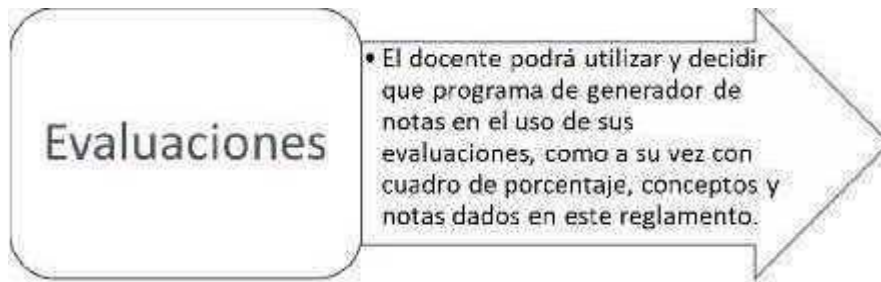 Evaluaciones
• El docente podrá utilizar y decidir
que programa de generador de
notas en el uso de sus
evaluaciones, como a su vez con
cuadro de porcentaje, conceptos y
notas dados en este reglamento.